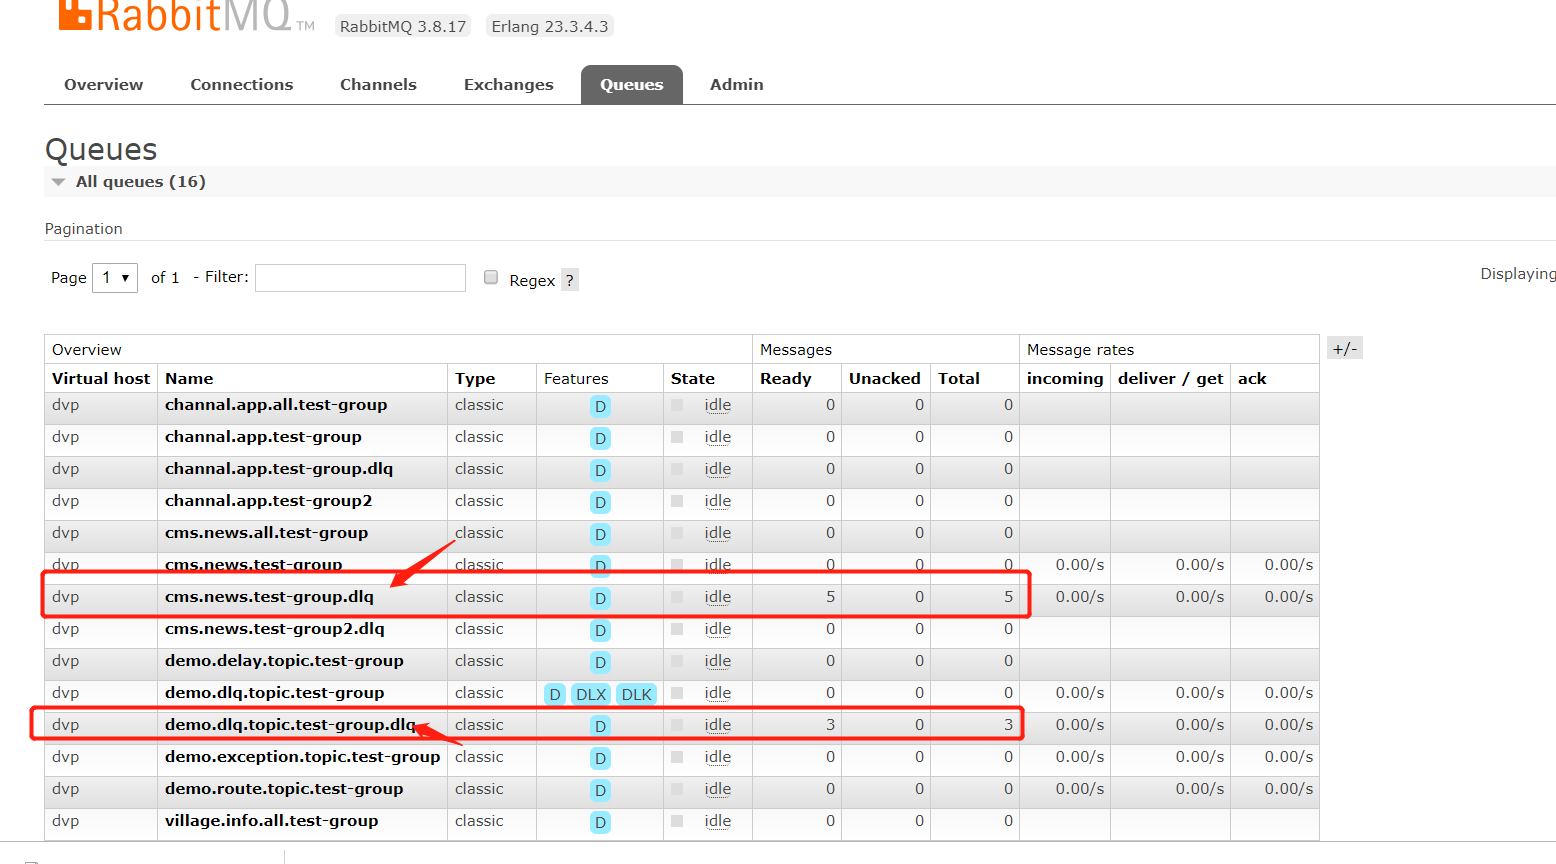 RabbitMQ TM RabbitMQ 3.8.17 Erlang 23.3.4.3
Overview Connections Channels Exchanges Queues Admin
Queues
All queues (16)
Pagination
Page 1 of 1 - Filter: Regex ? Displaying
Overview Messages Message rates +/-
Virtual host Name Type Features State Ready Unacked Total incoming deliver / get ack
dvp channal.app.all.test-group classic D idle 0 0 0
dvp channal.app.test-group classic D idle 0 0 0
dvp channal.app.test-group.dlq classic D idle 0 0 0
dvp channal.app.test-group2 classic D idle 0 0 0
dvp cms.news.all.test-group classic D idle 0 0 0
dvp cms.news.test-group classic D idle 0 0 0 0.00/s 0.00/s 0.00/s
dvp cms.news.test-group.dlq classic D idle 5 0 5 0.00/s 0.00/s 0.00/s
dvp cms.news.test-group2.dlq classic D idle 0 0 0
dvp demo.delay.topic.test-group classic D idle 0 0 0
dvp demo.dlq.topic.test-group classic D DLX DLK idle 0 0 0 0.00/s 0.00/s 0.00/s
dvp demo.dlq.topic.test-group.dlq classic D idle 3 0 3 0.00/s 0.00/s 0.00/s
dvp demo.exception.topic.test-group classic D idle 0 0 0 0.00/s 0.00/s 0.00/s
dvp demo.route.topic.test-group classic D idle 0 0 0 0.00/s 0.00/s 0.00/s
dvp village.info.all.test-group classic D idle 0 0 0